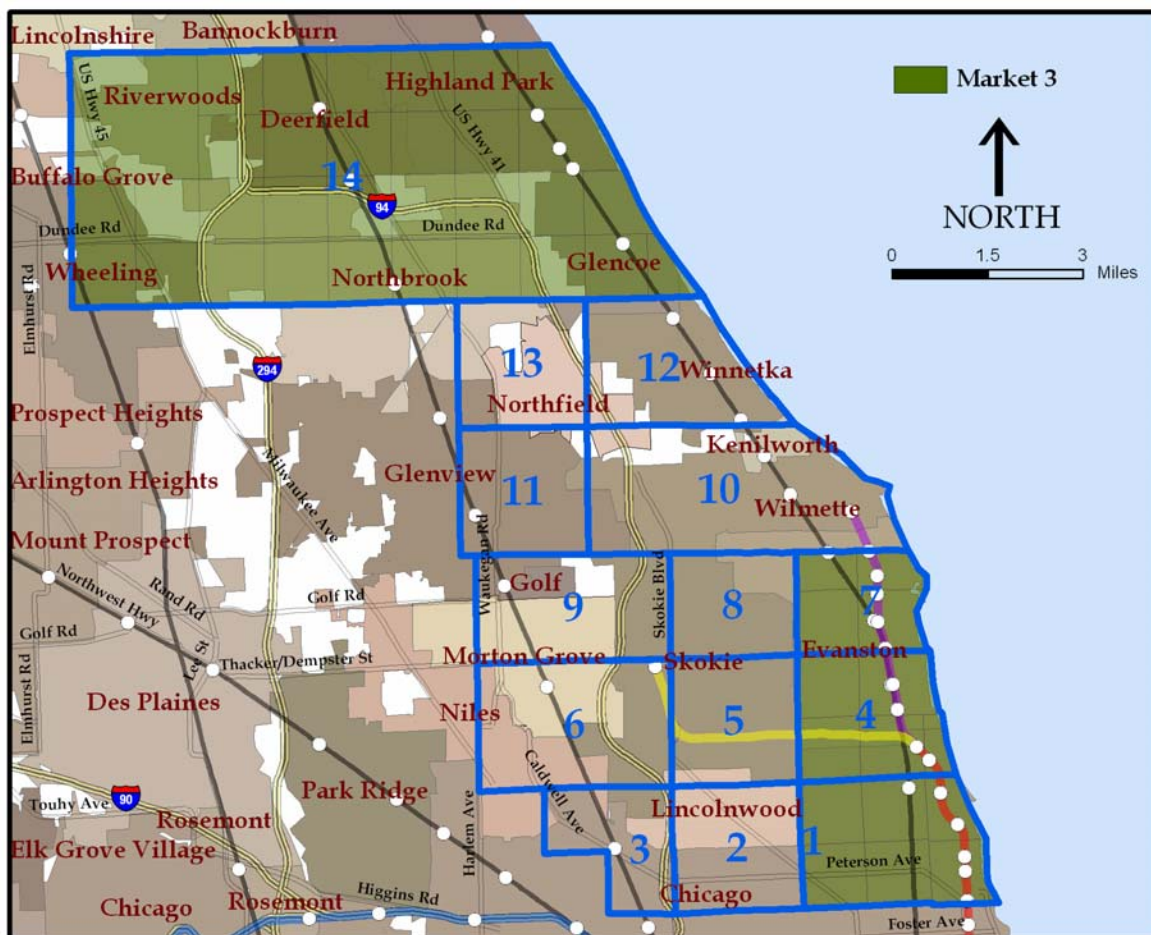 Lincolnshire
Bannockburn
US Hwy 45
Riverwoods
Highland Park
Deerfield
US Hwy 41
Market 3
NORTH
0 1.5 3
Miles
Buffalo Grove
14
94
Dundee Rd
Dundee Rd
Elmhurst Rd
Wheeling
Northbrook
Glencoe
294
13
12
Winnetka
Northfield
Prospect Heights
Kenilworth
Milwaukee Ave
Glenview
Arlington Heights
11
10
Wilmette
Mount Prospect
Waukegan Rd
Skokie Blvd
Northwest Hwy
Rand Rd
Golf
Golf Rd
9
8
7
Golf Rd
Lee St
Thacker/Dempster St
Morton Grove
Skokie
Evanston
Elmhurst Rd
Des Plaines
Niles
6
5
4
Caldwell Ave
Park Ridge
90
Touhy Ave
Rosemont
Harlem Ave
Lincolnwood
3
2
1
Elk Grove Village
Peterson Ave
Higgins Rd
Rosemont
Chicago
Chicago
Foster Ave